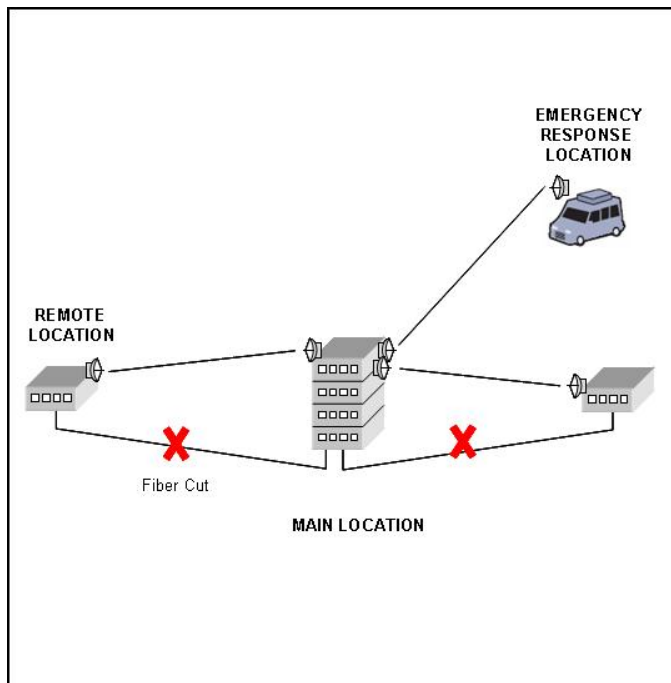 EMERGENCY
RESPONSE
LOCATION
REMOTE
LOCATION
Fiber Cut
MAIN LOCATION